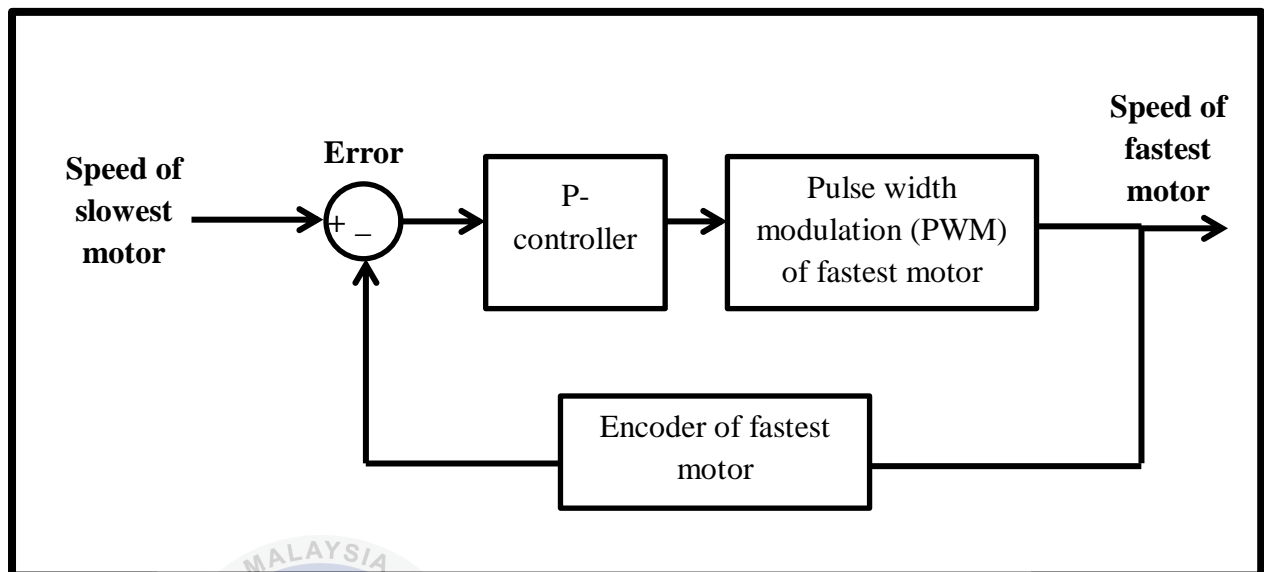 Speed of
slowest
motor
Error
+
–
P-
controller
Pulse width
modulation (PWM)
of fastest motor
Speed of
fastest
motor
Encoder of fastest
motor
MALAYSIA